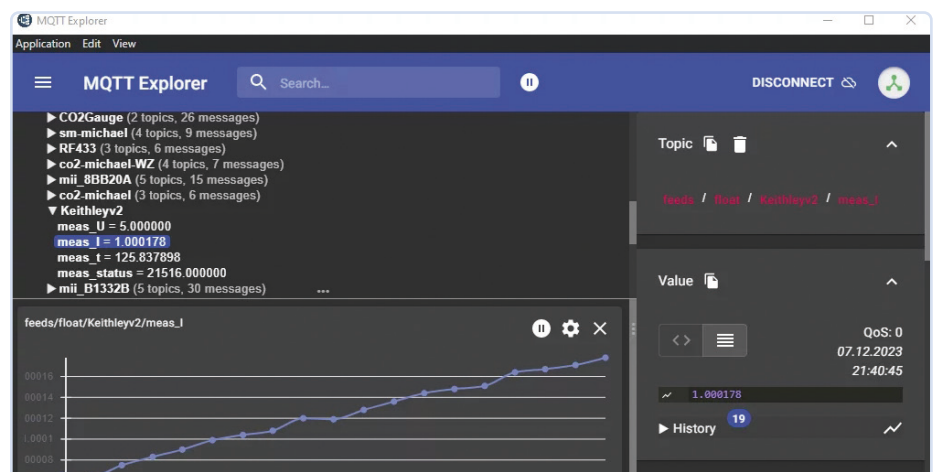 MQTT Explorer
Application Edit View
MQTT Explorer
Search...
DISCONNECT
CO2Gauge (2 topics, 26 messages)
sm-michael (4 topics, 9 messages)
RF433 (3 topics, 6 messages)
co2-michael-WZ (4 topics, 7 messages)
mii_8BB20A (5 topics, 15 messages)
co2-michael (3 topics, 6 messages)
Keithleyv2
meas_U = 5.000000
meas_I = 1.000178
meas_t = 125.837898
meas_status = 21516.000000
mii_B1332B (5 topics, 30 messages)
...
feeds/float/Keithleyv2/meas_I
00016
00014
00012
1.0001
00008
Topic
feeds / float / Keithleyv2 / meas_I
Value
QoS: 0
07.12.2023
21:40:45
1.000178
History 19